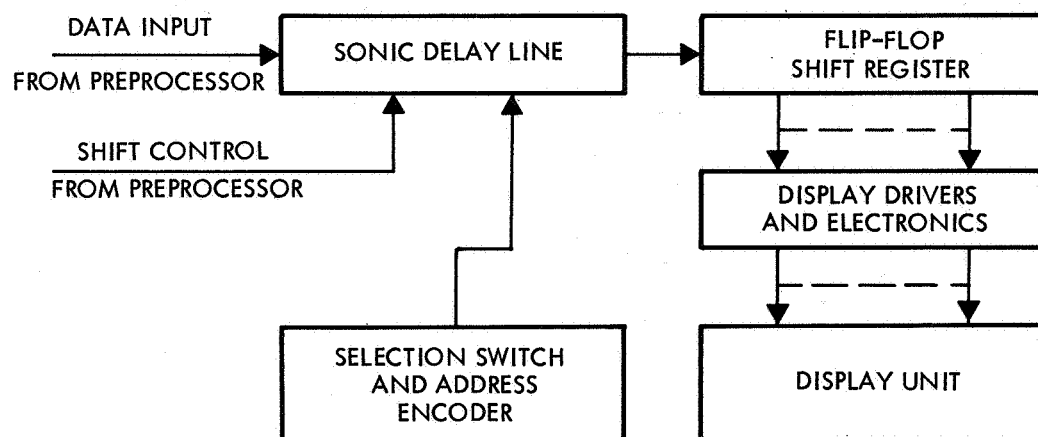 DATA INPUT
FROM PREPROCESSOR
SONIC DELAY LINE
FLIP-FLOP
SHIFT REGISTER
SHIFT CONTROL
FROM PREPROCESSOR
DISPLAY DRIVERS
AND ELECTRONICS
SELECTION SWITCH
AND ADDRESS
ENCODER
DISPLAY UNIT